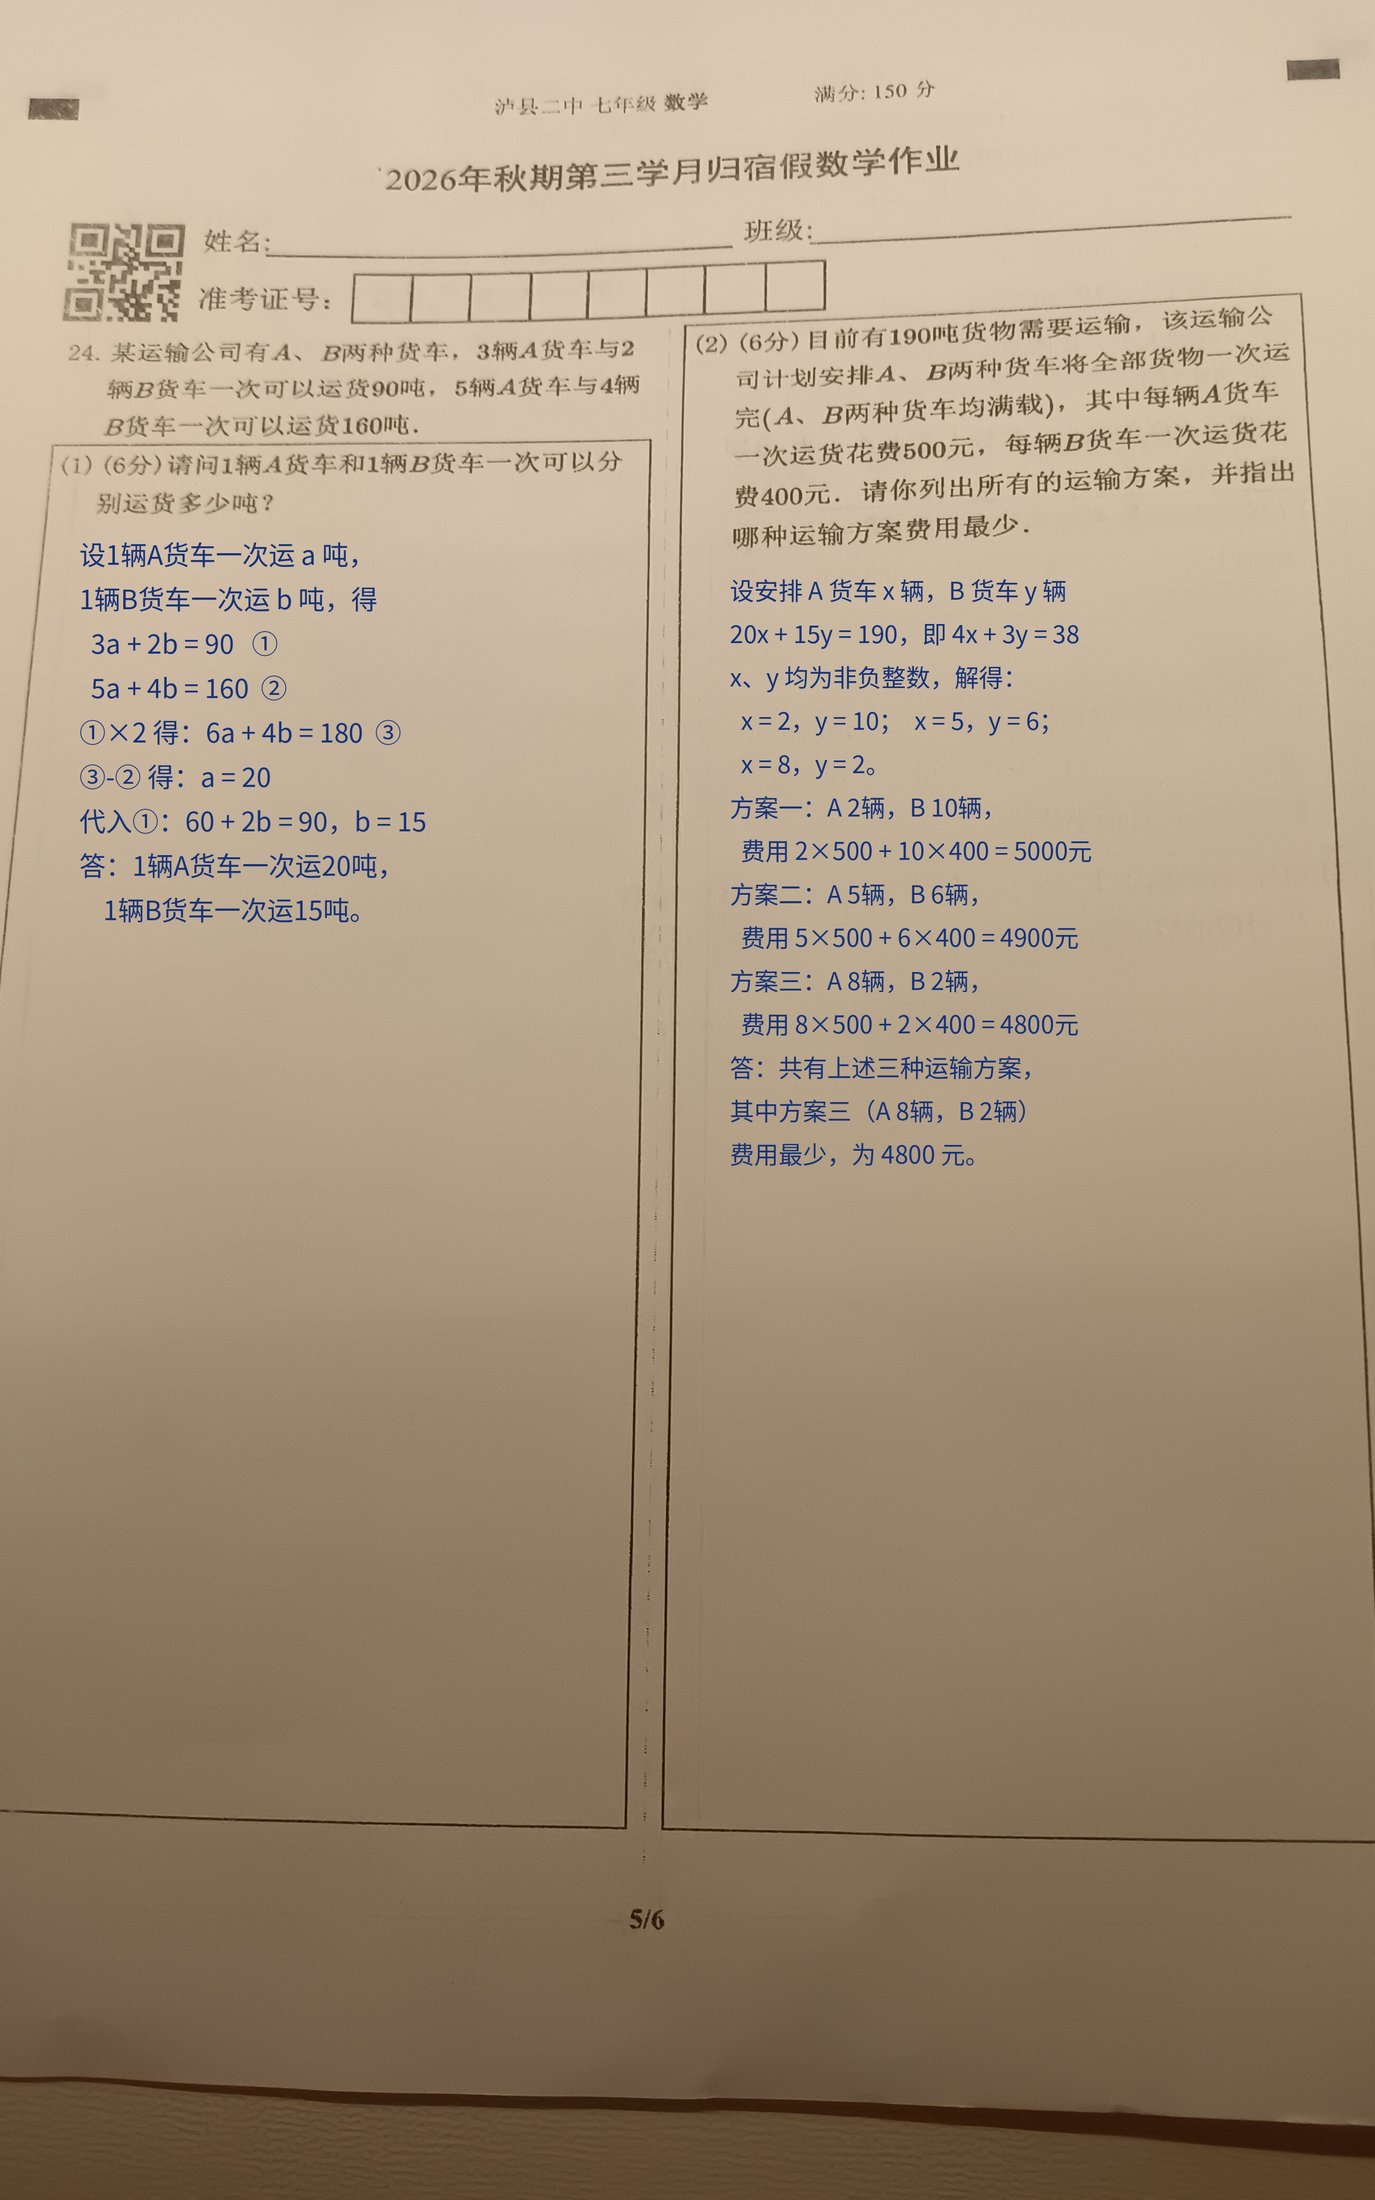 泸县二中 七年级 数学 满分: 150 分
2026年秋期第三学月归宿假数学作业
姓名: 班级:
准考证号:
24. 某运输公司有A、B两种货车，3辆A货车与2
辆B货车一次可以运货90吨，5辆A货车与4辆
B货车一次可以运货160吨.
(1) (6分) 请问1辆A货车和1辆B货车一次可以分
别运货多少吨?
设1辆A货车一次运 a 吨，
1辆B货车一次运 b 吨，得
3a + 2b = 90 ①
5a + 4b = 160 ②
①×2 得：6a + 4b = 180 ③
③-② 得：a = 20
代入①：60 + 2b = 90，b = 15
答：1辆A货车一次运20吨，
1辆B货车一次运15吨。
(2) (6分) 目前有190吨货物需要运输，该运输公
司计划安排A、B两种货车将全部货物一次运
完(A、B两种货车均满载)，其中每辆A货车
一次运货花费500元，每辆B货车一次运货花
费400元. 请你列出所有的运输方案，并指出
哪种运输方案费用最少.
设安排 A 货车 x 辆，B 货车 y 辆
20x + 15y = 190，即 4x + 3y = 38
x、y 均为非负整数，解得：
x = 2，y = 10； x = 5，y = 6；
x = 8，y = 2。
方案一：A 2辆，B 10辆，
费用 2×500 + 10×400 = 5000元
方案二：A 5辆，B 6辆，
费用 5×500 + 6×400 = 4900元
方案三：A 8辆，B 2辆，
费用 8×500 + 2×400 = 4800元
答：共有上述三种运输方案，
其中方案三（A 8辆，B 2辆）
费用最少，为 4800 元。
5/6